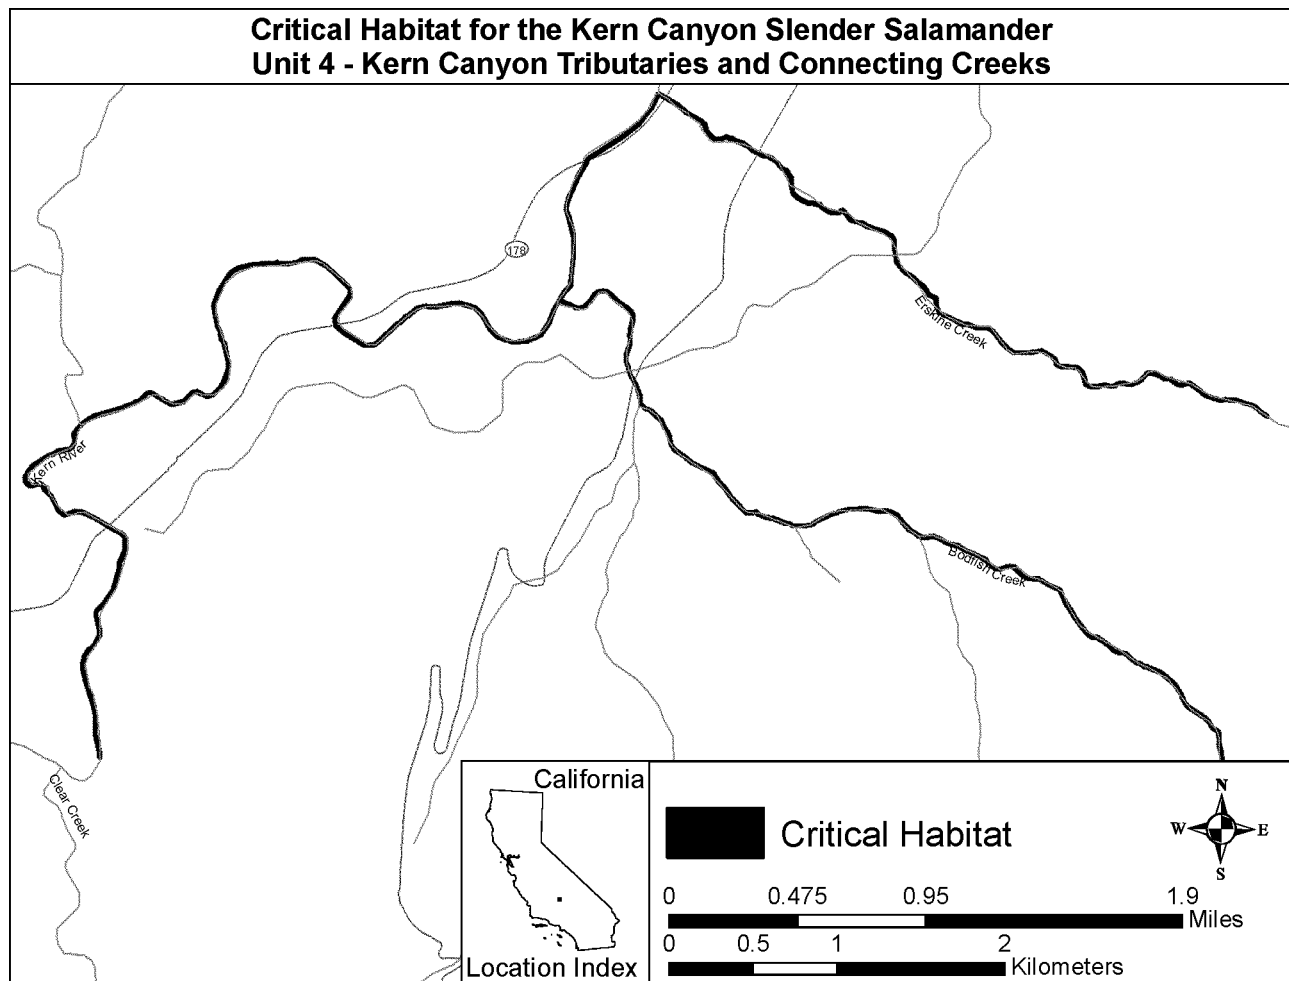 Critical Habitat for the Kern Canyon Slender Salamander
Unit 4 - Kern Canyon Tributaries and Connecting Creeks
178
Erskine Creek
Kern River
Bodfish Creek
Clear Creek
California
Location Index
N
W
E
S
Critical Habitat
0 0.475 0.95 1.9
Miles
0 0.5 1 2
Kilometers